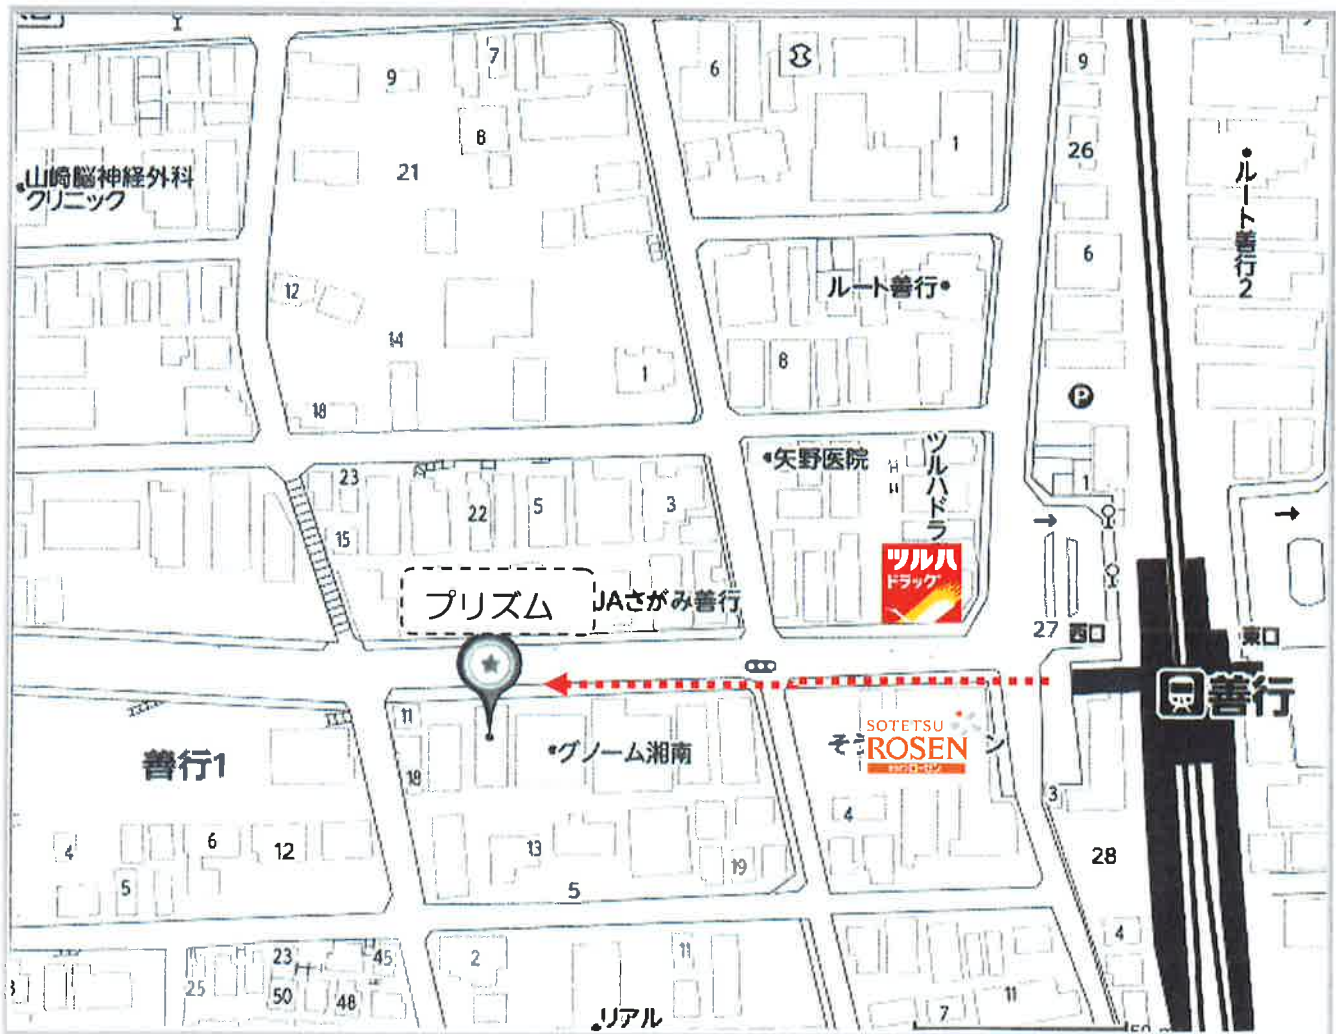 7
9
6
9
8
1
26
山崎脳神経外科
クリニック
21
ルート善行2
6
12
ルート善行
14
8
1
18
P
ツルハドラ
矢野医院
23
22
5
3
1
15
ツルハ
ドラッグ
プリズム
JAさがみ善行
27
西口
東口
善行
11
SOTETSU
ROSEN
そ
ン
グノーム湘南
善行1
18
3
4
4
6
12
13
19
28
5
5
4
23
45
2
11
25
50
48
11
7
リアル